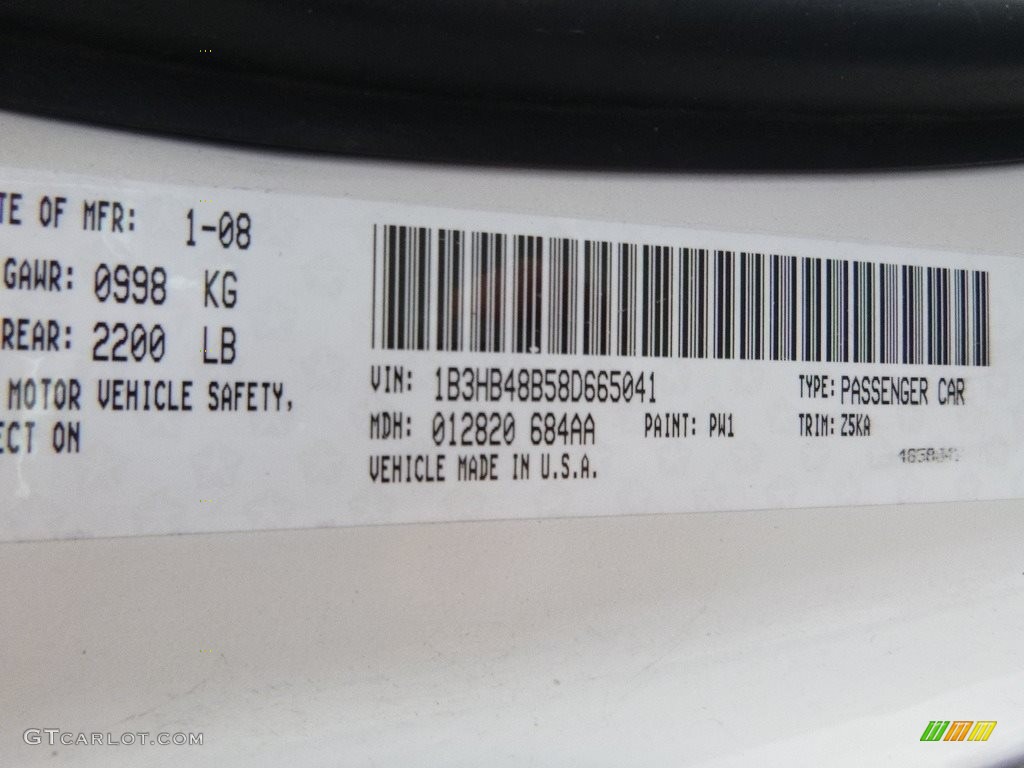 TE OF MFR: 1-08
GAWR: 0998 KG
REAR: 2200 LB
MOTOR VEHICLE SAFETY,
ECT ON
VIN: 1B3HB48B58D665041 TYPE: PASSENGER CAR
MDH: 012820 684AA PAINT: PW1 TRIM: Z5KA
VEHICLE MADE IN U.S.A.
GTCARLOT.COM